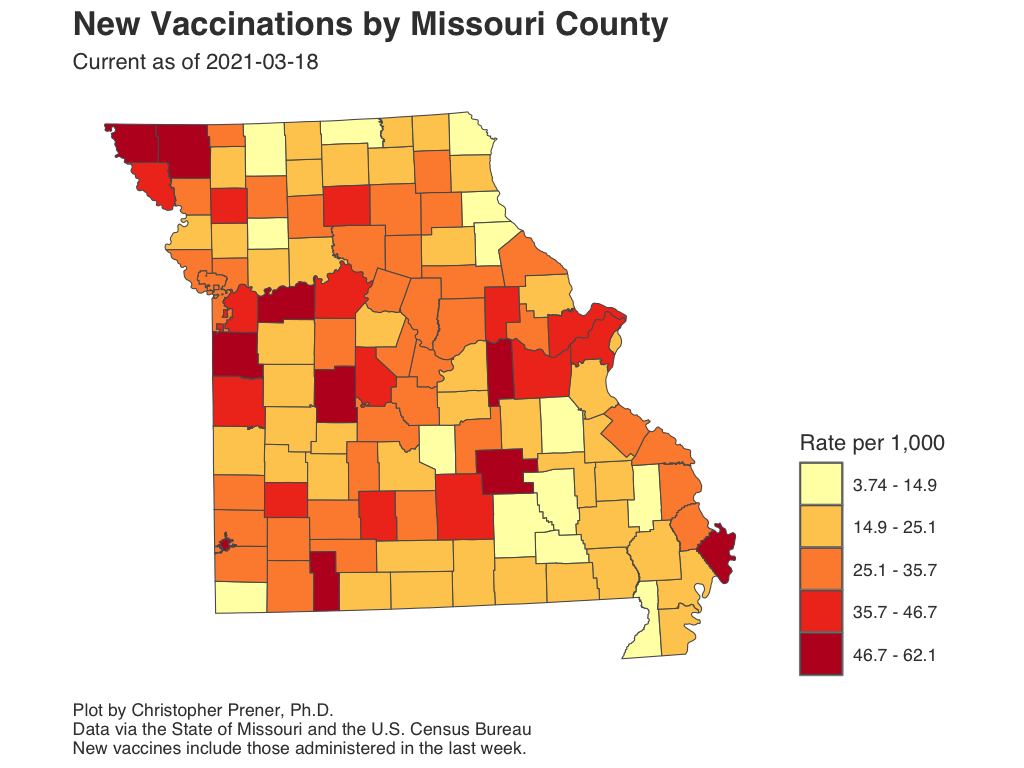 New Vaccinations by Missouri County
Current as of 2021-03-18
Rate per 1,000
3.74 - 14.9
14.9 - 25.1
25.1 - 35.7
35.7 - 46.7
46.7 - 62.1
Plot by Christopher Prener, Ph.D.
Data via the State of Missouri and the U.S. Census Bureau
New vaccines include those administered in the last week.